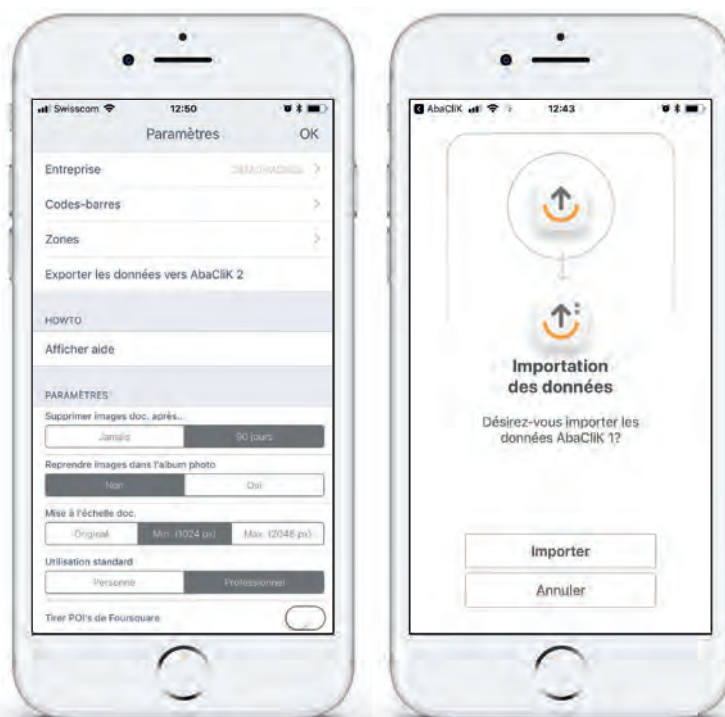 Swisscom
12:50
Paramètres
OK
Entreprise
Codes-barres
Zones
Exporter les données vers AbaCliK 2
HOWTO
Afficher aide
PARAMÈTRES
Supprimer images doc. après..
Jamais
90 jours
Reprendre images dans l'album photo
Non
Oui
Mise à l'échelle doc.
Original
Min. (1024 px)
Max. (2048 px)
Utilisation standard
Personne
Professionnel
Tirer POI's de Foursquare
AbaCliK
12:43
Importation
des données
Désirez-vous importer les
données AbaCliK 1?
Importer
Annuler